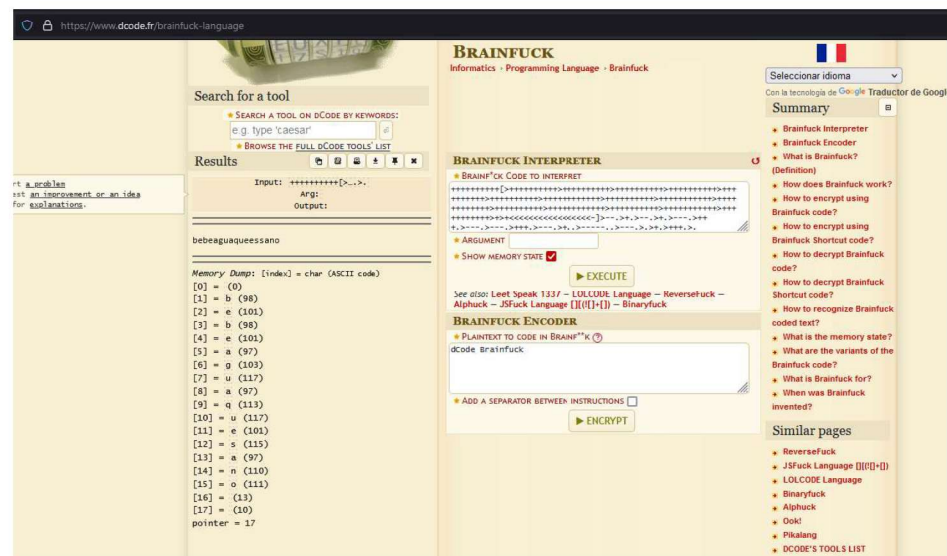 https://www.dcode.fr/brainfuck-language
Search for a tool
★ SEARCH A TOOL ON DCODE BY KEYWORDS:
e.g. type 'caesar'
★ BROWSE THE FULL DCODE TOOLS' LIST
Results
rt a problem
est an improvement or an idea
for explanations.
Input: ++++++++++[>_.>.
Arg:
Output:
bebeaguaqueessano
Memory Dump: [index] = char (ASCII code)
[0] = (0)
[1] = b (98)
[2] = e (101)
[3] = b (98)
[4] = e (101)
[5] = a (97)
[6] = g (103)
[7] = u (117)
[8] = a (97)
[9] = q (113)
[10] = u (117)
[11] = e (101)
[12] = s (115)
[13] = a (97)
[14] = n (110)
[15] = o (111)
[16] = (13)
[17] = (10)
pointer = 17
BRAINFUCK
Informatics › Programming Language › Brainfuck
BRAINFUCK INTERPRETER
★ BRAINF*CK CODE TO INTERPRET
★ ARGUMENT
★ SHOW MEMORY STATE
▶ EXECUTE
See also: Leet Speak 1337 – LOLCODE Language – ReverseFuck –
Alphuck – JSFuck Language [][(![]+[]) – Binaryfuck
BRAINFUCK ENCODER
★ PLAINTEXT TO CODE IN BRAINF**K (?)
dCode Brainfuck
★ ADD A SEPARATOR BETWEEN INSTRUCTIONS
▶ ENCRYPT
Seleccionar idioma
Con la tecnología de Google Traductor de Googl
Summary
Brainfuck Interpreter
Brainfuck Encoder
What is Brainfuck?
(Definition)
How does Brainfuck work?
How to encrypt using
Brainfuck code?
How to encrypt using
Brainfuck Shortcut code?
How to decrypt Brainfuck
code?
How to decrypt Brainfuck
Shortcut code?
How to recognize Brainfuck
coded text?
What is the memory state?
What are the variants of the
Brainfuck code?
What is Brainfuck for?
When was Brainfuck
invented?
Similar pages
ReverseFuck
JSFuck Language [][(![]+[])
LOLCODE Language
Binaryfuck
Alphuck
Ook!
Pikalang
DCODE'S TOOLS LIST